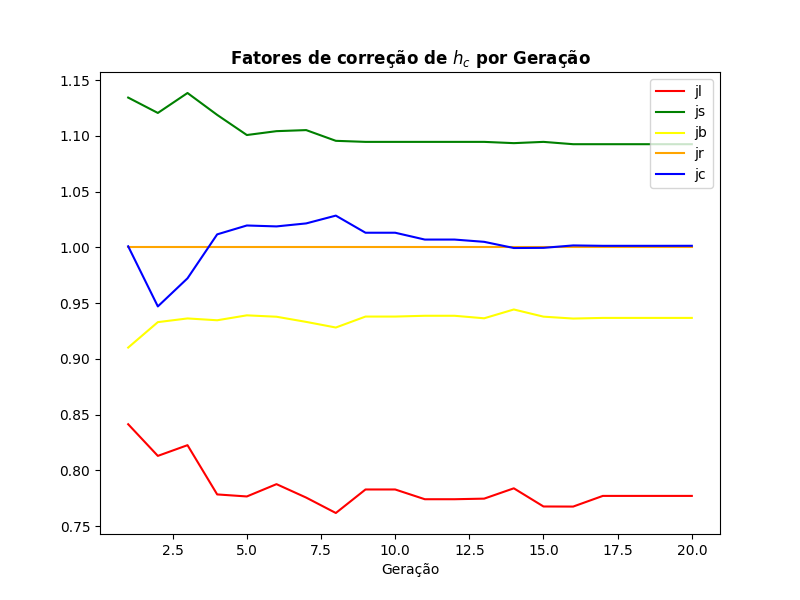 Fatores de correção de h_c por Geração
1.15
1.10
1.05
1.00
0.95
0.90
0.85
0.80
0.75
jl
js
jb
jr
jc
2.5 5.0 7.5 10.0 12.5 15.0 17.5 20.0
Geração